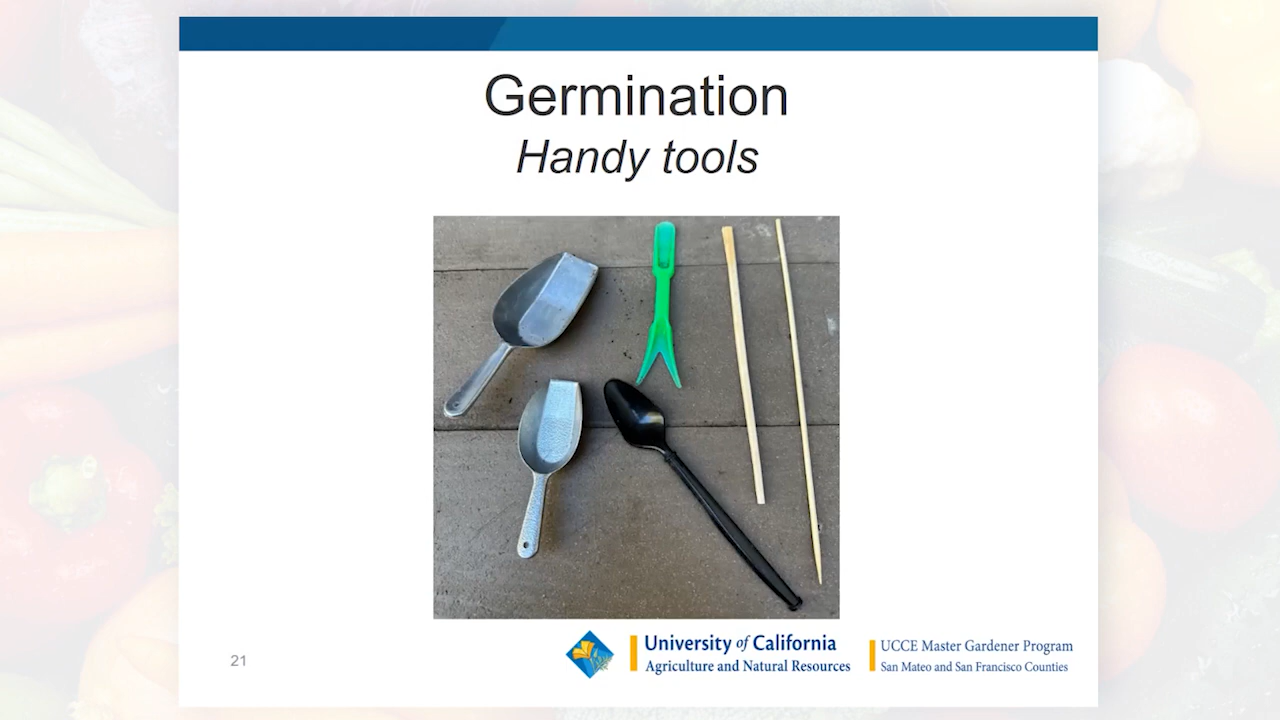 Germination
Handy tools
21
University of California
Agriculture and Natural Resources
UCCE Master Gardener Program
San Mateo and San Francisco Counties